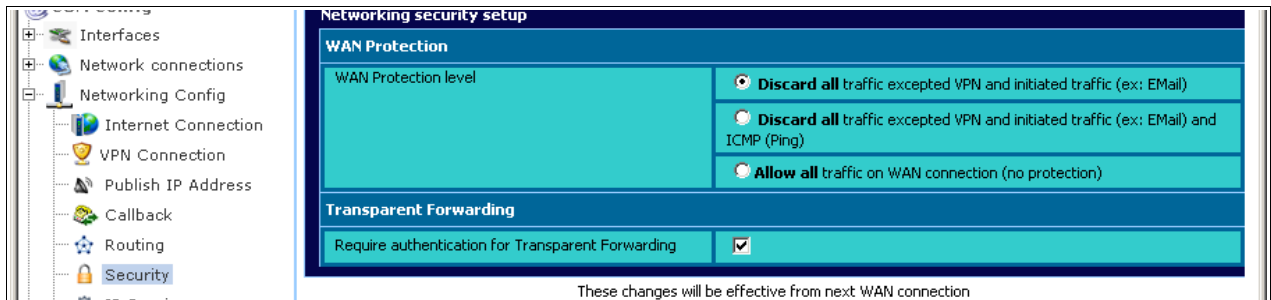 Interfaces
Network connections
Networking Config
Internet Connection
VPN Connection
Publish IP Address
Callback
Routing
Security
Networking security setup
WAN Protection
WAN Protection level
Discard all traffic excepted VPN and initiated traffic (ex: EMail)
Discard all traffic excepted VPN and initiated traffic (ex: EMail) and
ICMP (Ping)
Allow all traffic on WAN connection (no protection)
Transparent Forwarding
Require authentication for Transparent Forwarding
These changes will be effective from next WAN connection